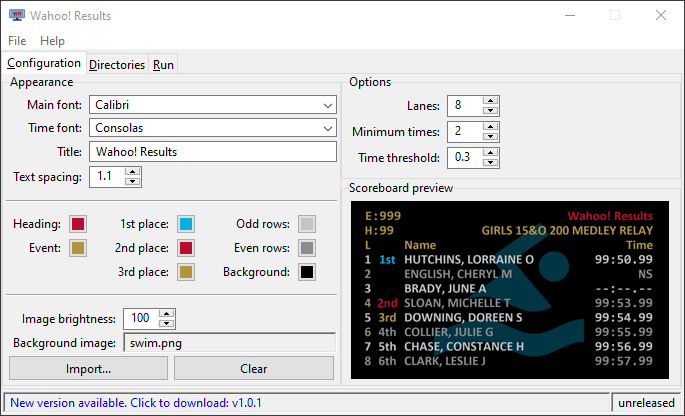 Wahoo! Results
File Help
Configuration Directories Run
Appearance
Main font: Calibri
Time font: Consolas
Title: Wahoo! Results
Text spacing: 1.1
Heading: 1st place: Odd rows:
Event: 2nd place: Even rows:
3rd place: Background:
Image brightness: 100
Background image: swim.png
Import... Clear
Options
Lanes: 8
Minimum times: 2
Time threshold: 0.3
Scoreboard preview
E:999 Wahoo! Results
H:99 GIRLS 15&O 200 MEDLEY RELAY
L Name Time
1 1st HUTCHINS, LORRAINE O 99:50.99
2 ENGLISH, CHERYL M NS
3 BRADY, JUNE A --:--.--
4 2nd SLOAN, MICHELLE T 99:53.99
5 3rd DOWNING, DOREEN S 99:54.99
6 4th COLLIER, JULIE G 99:55.99
7 5th CHASE, CONSTANCE H 99:56.99
8 6th CLARK, LESLIE J 99:57.99
New version available. Click to download: v1.0.1 unreleased